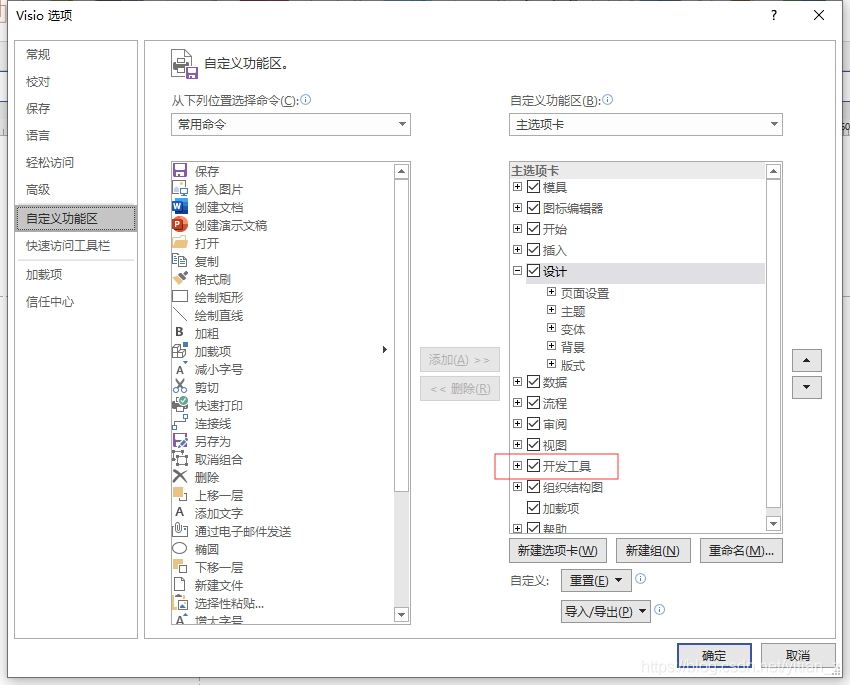 Visio 选项
?
常规
校对
保存
语言
轻松访问
高级
自定义功能区
快速访问工具栏
加载项
信任中心
自定义功能区。
从下列位置选择命令(C):
常用命令
保存
插入图片
创建文档
创建演示文稿
打开
复制
格式刷
绘制矩形
绘制直线
加粗
加载项
减小字号
剪切
快速打印
连接线
另存为
取消组合
删除
上移一层
添加文字
通过电子邮件发送
椭圆
下移一层
新建文件
选择性粘贴...
增大字号
添加(A) >>
<< 删除(R)
自定义功能区(B):
主选项卡
主选项卡
模具
图标编辑器
开始
插入
设计
页面设置
主题
变体
背景
版式
数据
流程
审阅
视图
开发工具
组织结构图
加载项
帮助
新建选项卡(W)
新建组(N)
重命名(M)...
自定义:
重置(E)
导入/导出(P)
确定
取消